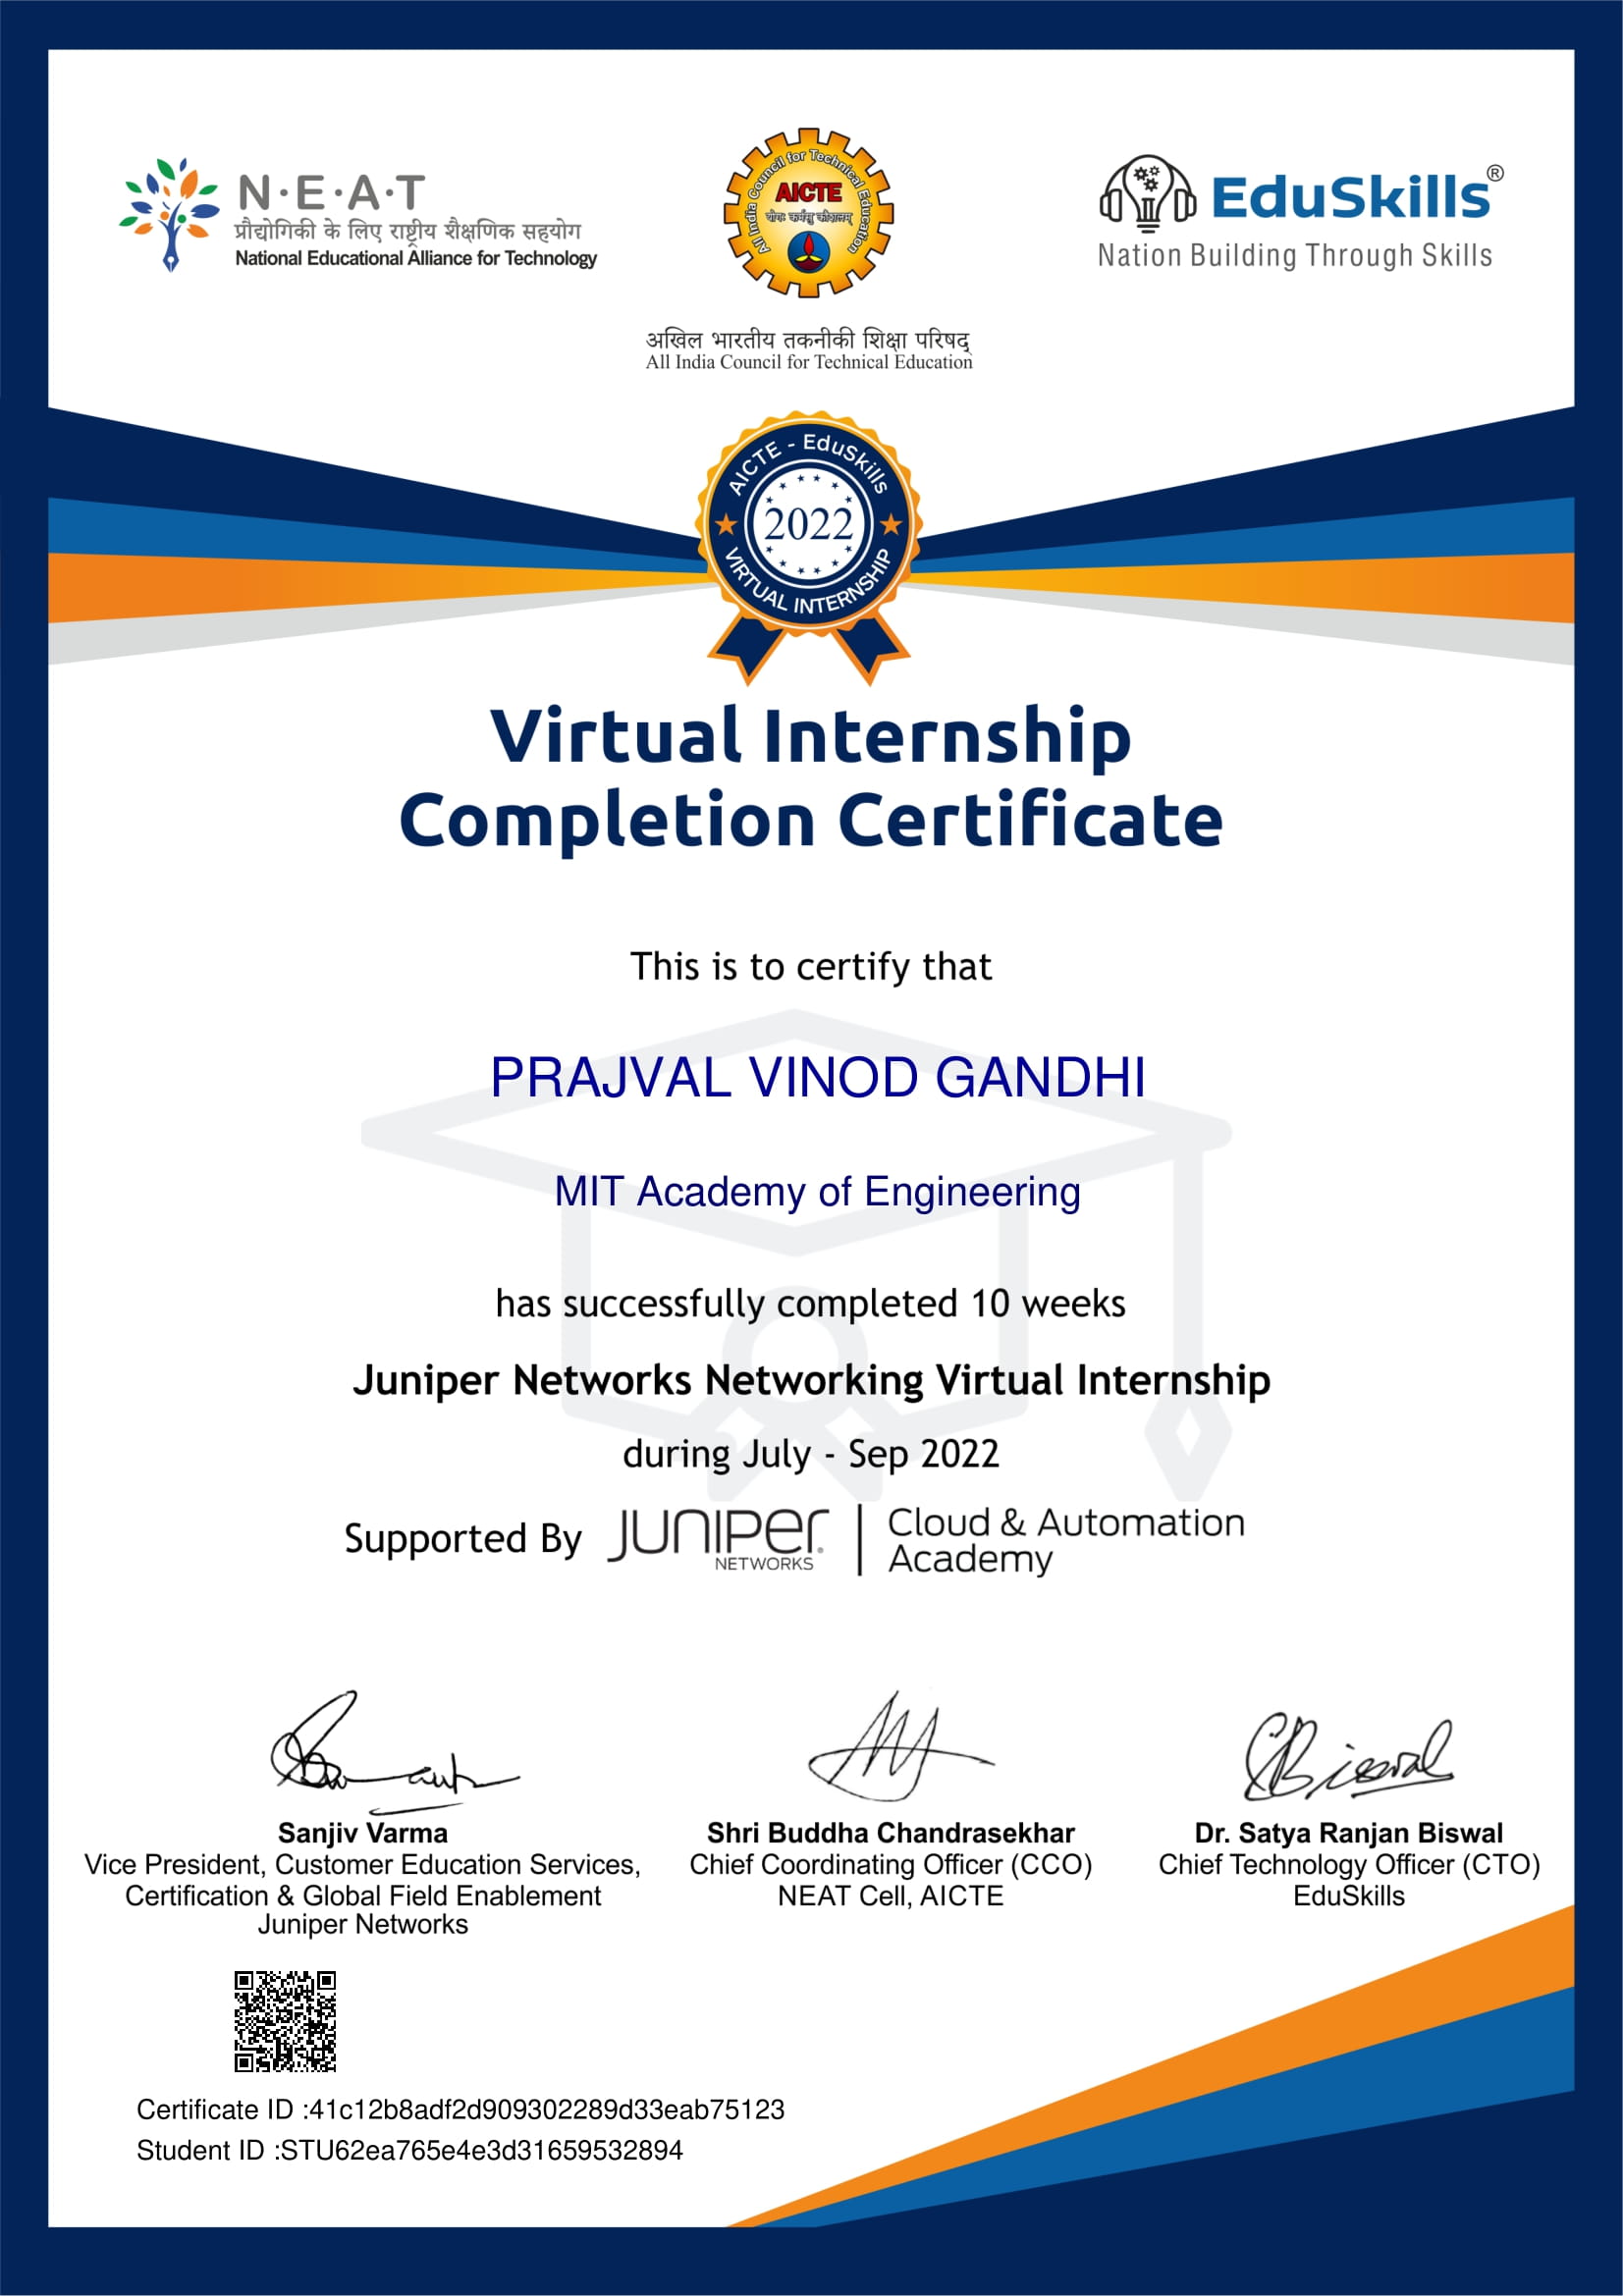 N·E·A·T
प्रौद्योगिकी के लिए राष्ट्रीय शैक्षणिक सहयोग
National Educational Alliance for Technology
All India Council for Technical Education
AICTE
योगः कर्मसु कौशलम्
अखिल भारतीय तकनीकी शिक्षा परिषद्
All India Council for Technical Education
EduSkills®
Nation Building Through Skills
AICTE - EduSkills
2022
VIRTUAL INTERNSHIP
Virtual Internship
Completion Certificate
This is to certify that
PRAJVAL VINOD GANDHI
MIT Academy of Engineering
has successfully completed 10 weeks
Juniper Networks Networking Virtual Internship
during July - Sep 2022
Supported By JUNIPer NETWORKS® | Cloud & Automation
Academy
Sanjiv Varma
Vice President, Customer Education Services,
Certification & Global Field Enablement
Juniper Networks
Shri Buddha Chandrasekhar
Chief Coordinating Officer (CCO)
NEAT Cell, AICTE
Biswal
Dr. Satya Ranjan Biswal
Chief Technology Officer (CTO)
EduSkills
Certificate ID :41c12b8adf2d909302289d33eab75123
Student ID :STU62ea765e4e3d31659532894